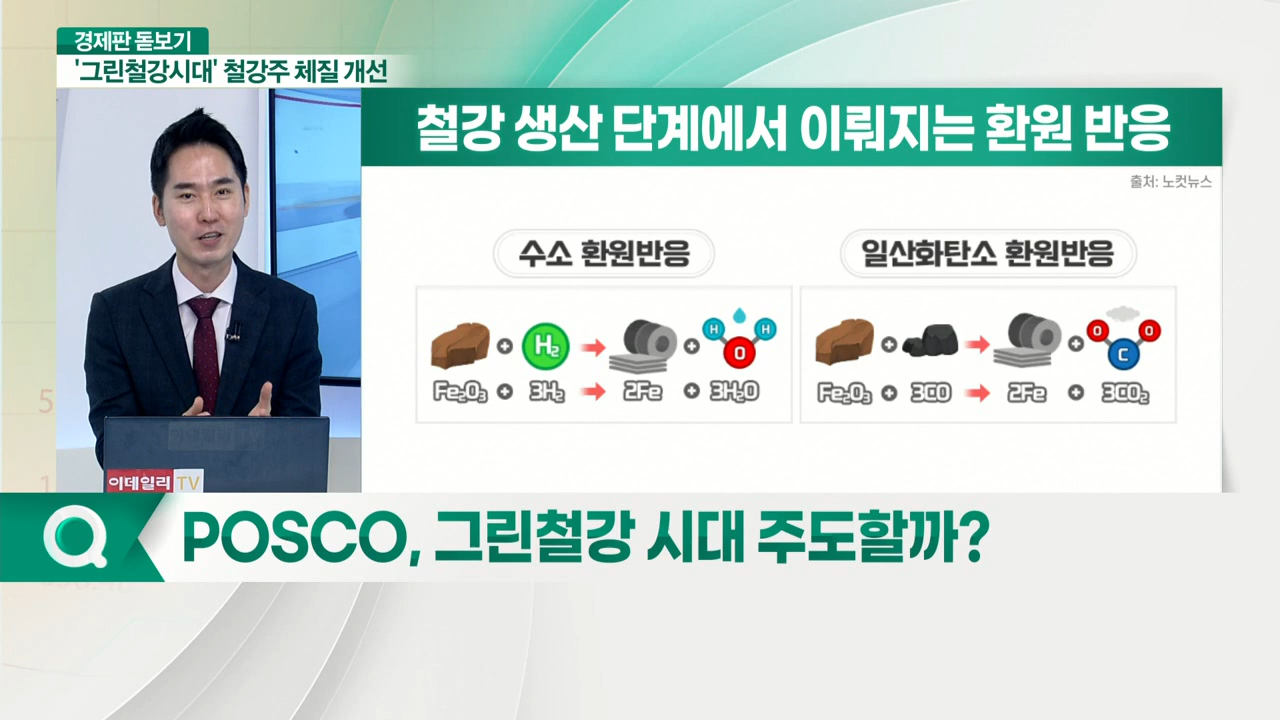 경제판 돋보기
'그린철강시대' 철강주 체질 개선
철강 생산 단계에서 이뤄지는 환원 반응
출처: 노컷뉴스
수소 환원반응
H₂
H H
O
Fe₂O₃ + 3H₂ → 2Fe + 3H₂O
일산화탄소 환원반응
O O
C
Fe₂O₃ + 3CO → 2Fe + 3CO₂
이데일리 TV
POSCO, 그린철강 시대 주도할까?